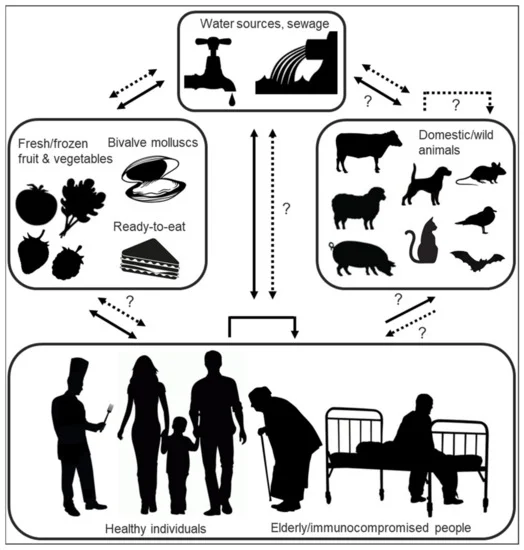 Water sources, sewage
?
?
Fresh/frozen
fruit & vegetables
Bivalve molluscs
Ready-to-eat
Domestic/wild
animals
?
?
?
?
Healthy individuals
Elderly/immunocompromised people